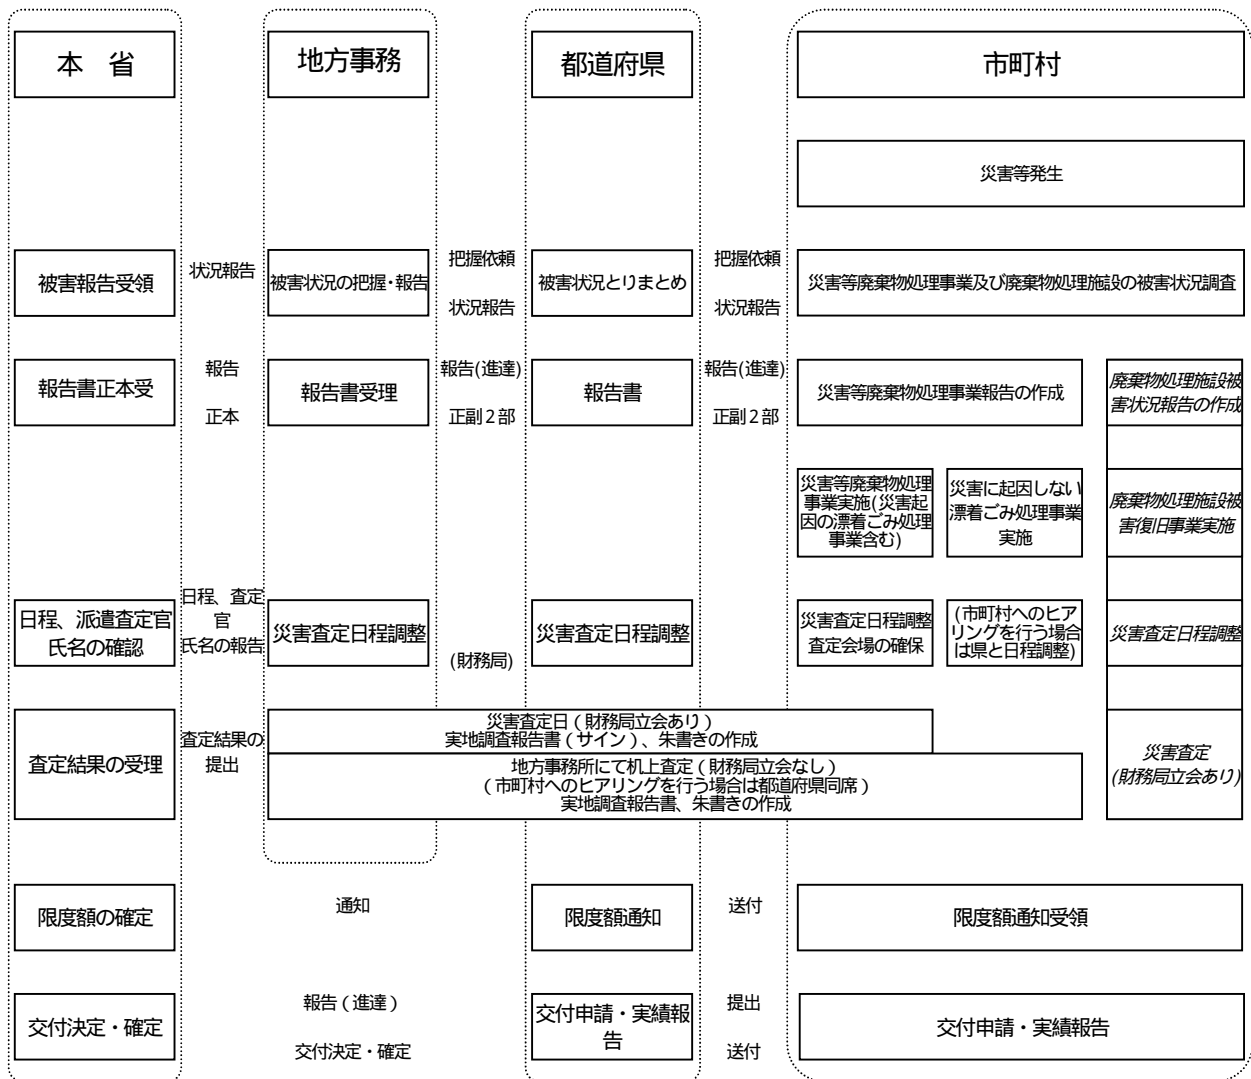 本　省
地方事務
都道府県
市町村
災害等発生
被害報告受領
状況報告
被害状況の把握・報告
把握依頼
状況報告
被害状況とりまとめ
把握依頼
状況報告
災害等廃棄物処理事業及び廃棄物処理施設の被害状況調査
報告書正本受
報告
正本
報告書受理
報告(進達)
正副２部
報告書
報告(進達)
正副２部
災害等廃棄物処理事業報告の作成
廃棄物処理施設被
害状況報告の作成
災害等廃棄物処理
事業実施(災害起
因の漂着ごみ処理
事業含む)
災害に起因しない
漂着ごみ処理事業
実施
廃棄物処理施設被
害復旧事業実施
日程、派遣査定官
氏名の確認
日程、査定
官
氏名の報告
災害査定日程調整
(財務局)
災害査定日程調整
災害査定日程調整
査定会場の確保
(市町村へのヒア
リングを行う場合
は県と日程調整)
災害査定日程調整
査定結果の受理
査定結果の
提出
災害査定日（財務局立会あり）
実地調査報告書（サイン）、朱書きの作成
地方事務所にて机上査定（財務局立会なし）
（市町村へのヒアリングを行う場合は都道府県同席）
実地調査報告書、朱書きの作成
災害査定
(財務局立会あり)
限度額の確定
通知
限度額通知
送付
限度額通知受領
交付決定・確定
報告（進達）
交付決定・確定
交付申請・実績報
告
提出
送付
交付申請・実績報告